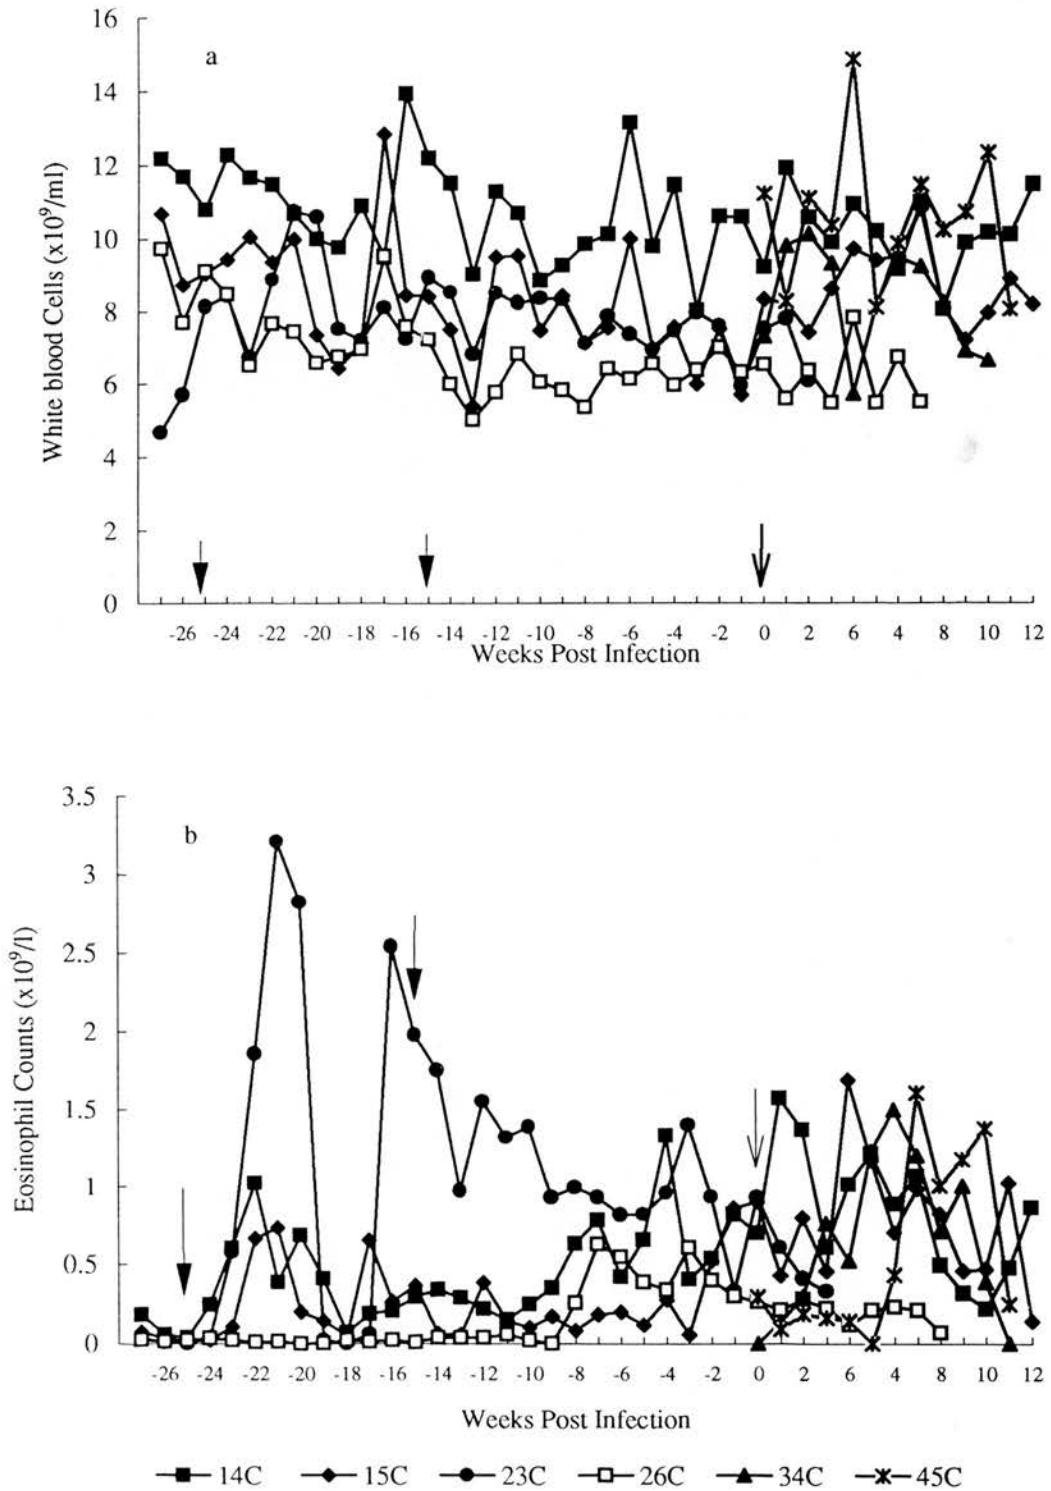 a
White blood Cells (x10^9/ml)
16
14
12
10
8
6
4
2
0
-26 -24 -22 -20 -18 -16 -14 -12 -10 -8 -6 -4 -2 0 2 6 4 8 10 12
Weeks Post Infection
b
Eosinophil Counts (x10^9/l)
3.5
3
2.5
2
1.5
1
0.5
0
-26 -24 -22 -20 -18 -16 -14 -12 -10 -8 -6 -4 -2 0 2 6 4 8 10 12
Weeks Post Infection
14C 15C 23C 26C 34C 45C